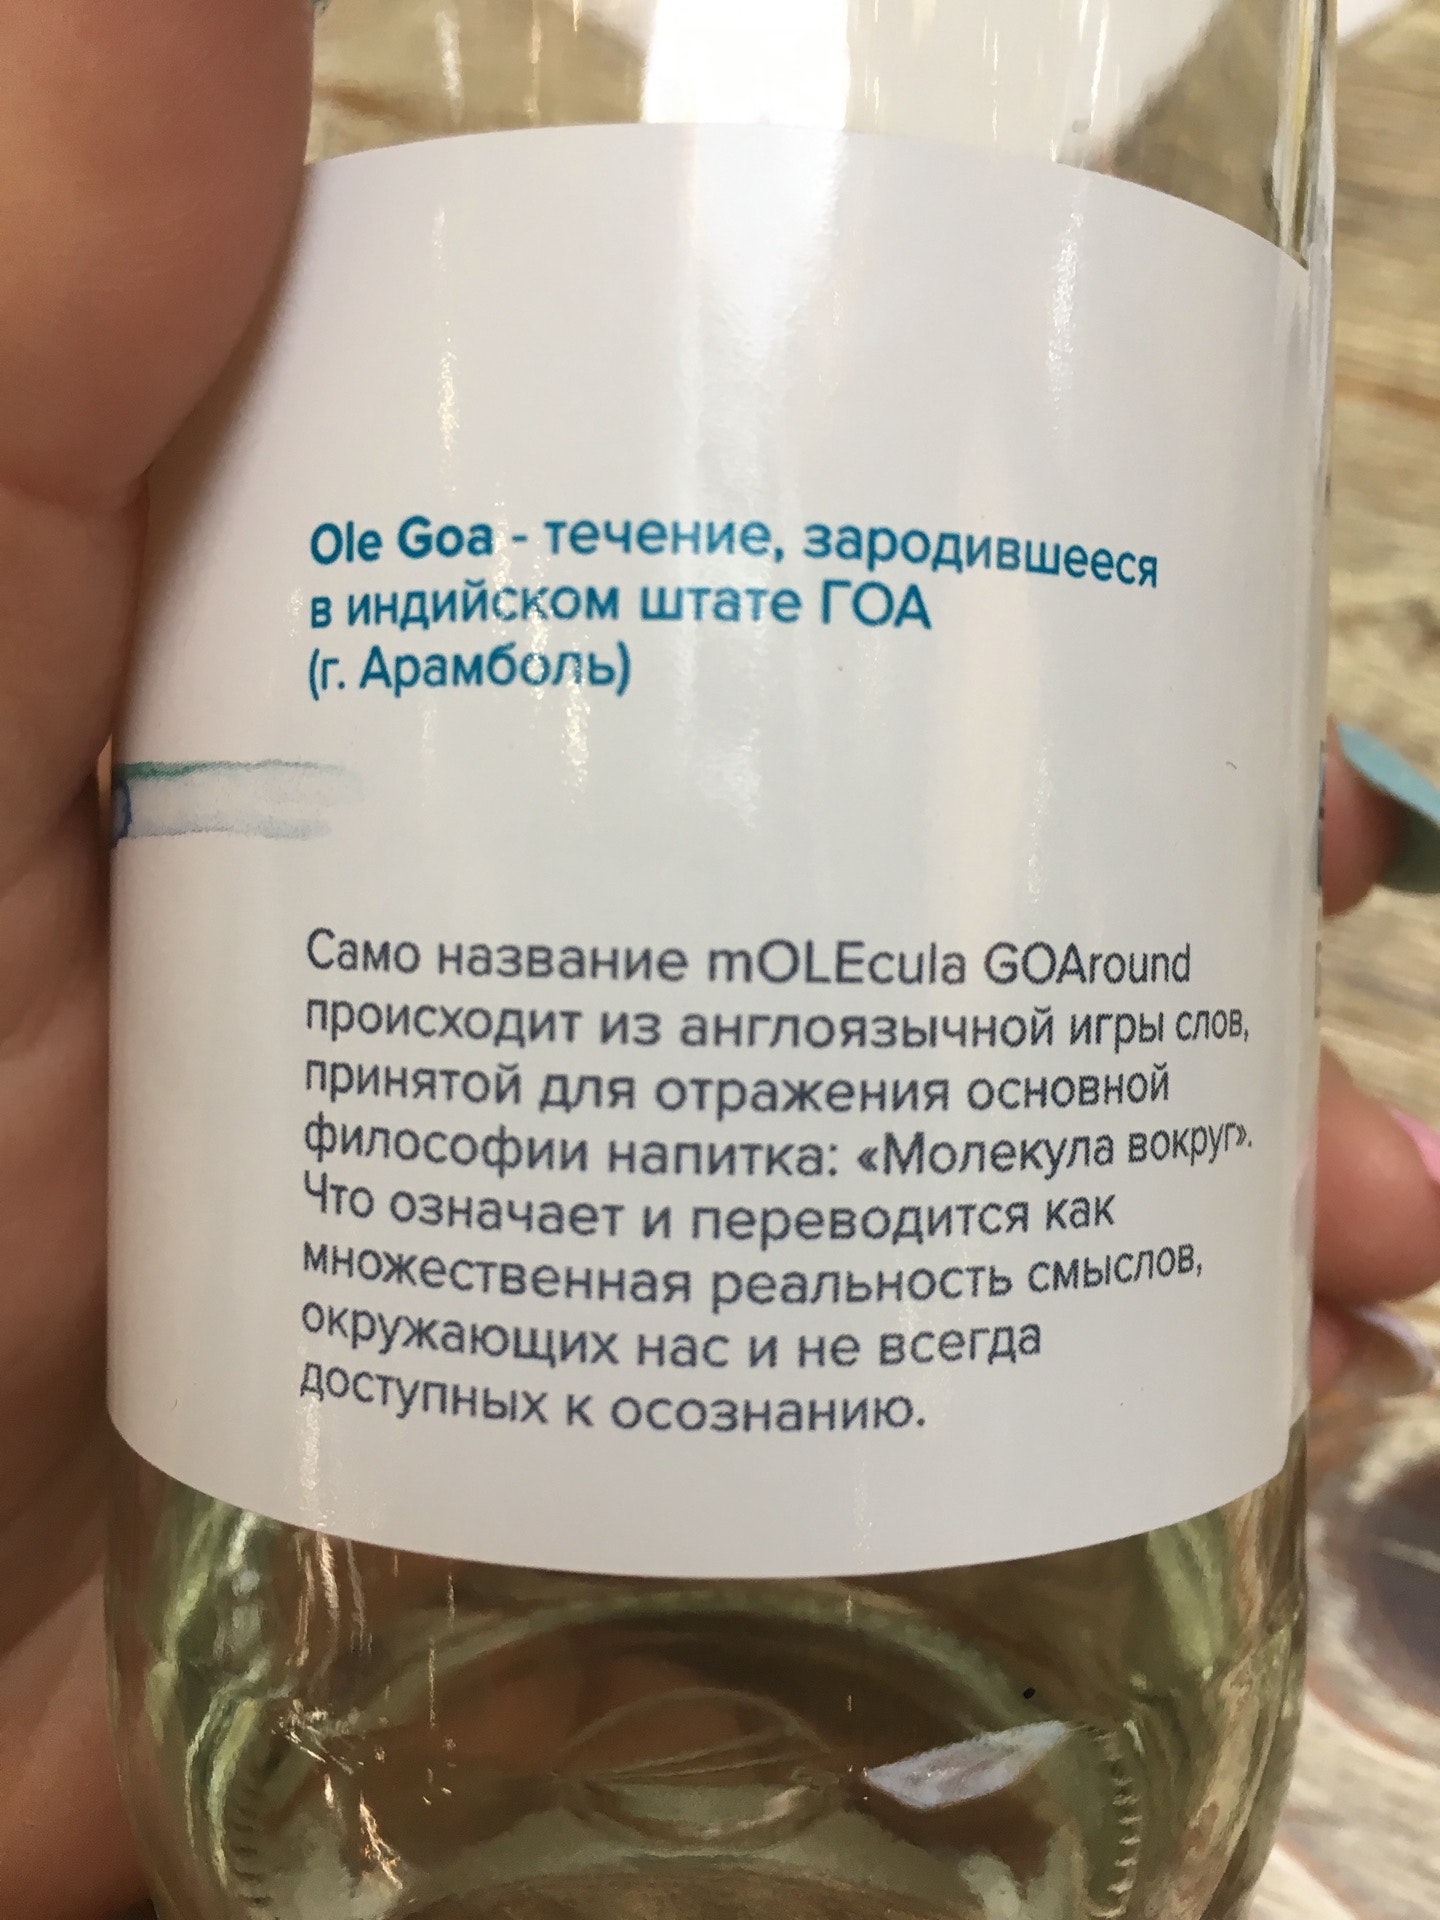 Ole Goa - течение, зародившееся
в индийском штате ГОА
(г. Арамболь)
Само название mOLEcula GOAround
происходит из англоязычной игры слов,
принятой для отражения основной
философии напитка: «Молекула вокруг».
Что означает и переводится как
множественная реальность смыслов,
окружающих нас и не всегда
доступных к осознанию.